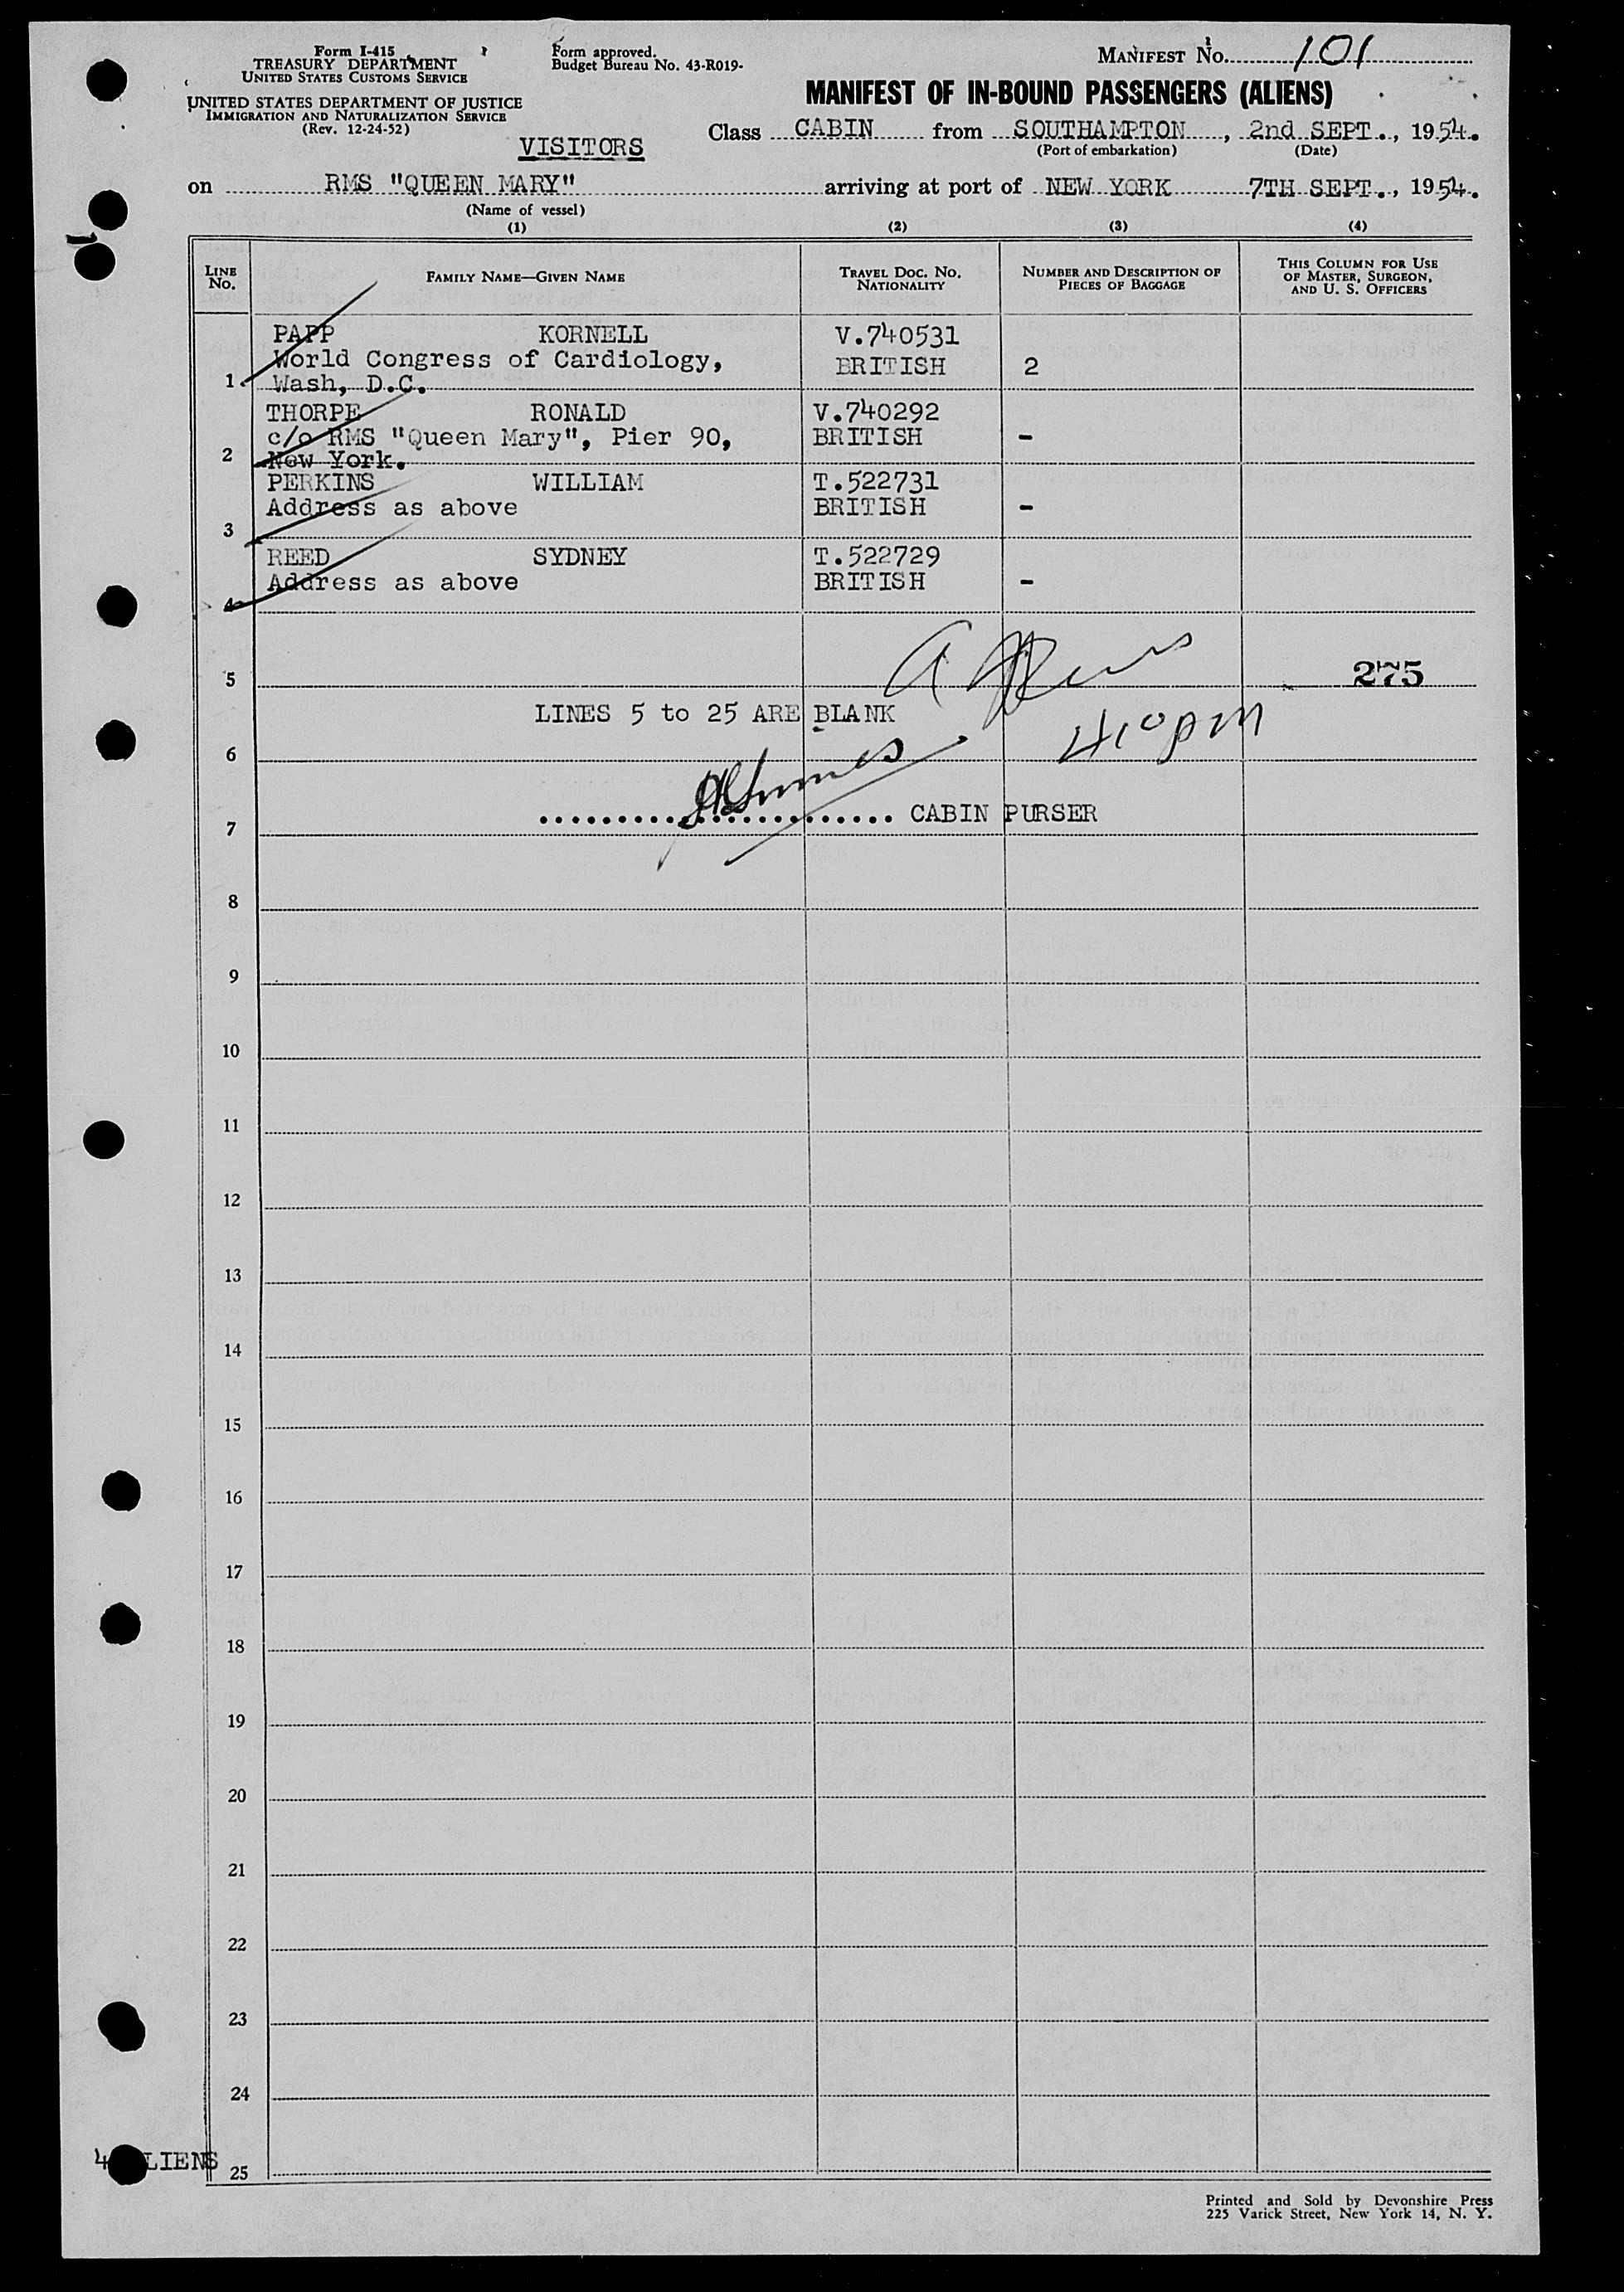 Form I-415
TREASURY DEPARTMENT
UNITED STATES CUSTOMS SERVICE
UNITED STATES DEPARTMENT OF JUSTICE
IMMIGRATION AND NATURALIZATION SERVICE
(Rev. 12-24-52)
Form approved.
Budget Bureau No. 43-R019-
MANIFEST No. 101
MANIFEST OF IN-BOUND PASSENGERS (ALIENS)
VISITORS
Class CABIN from SOUTHAMPTON, 2nd SEPT., 1954.
(Port of embarkation) (Date)
on RMS "QUEEN MARY" arriving at port of NEW YORK 7TH SEPT., 1954.
(Name of vessel)
(1) (2) (3) (4)
LINE No. FAMILY NAME—GIVEN NAME TRAVEL DOC. No. NATIONALITY NUMBER AND DESCRIPTION OF PIECES OF BAGGAGE THIS COLUMN FOR USE OF MASTER, SURGEON, AND U. S. OFFICERS
PAPP KORNELL V.740531
World Congress of Cardiology, BRITISH 2
1 Wash, D.C.
THORPE RONALD V.740292
c/o RMS "Queen Mary", Pier 90, BRITISH -
2 New York.
PERKINS WILLIAM T.522731
Address as above BRITISH -
3
REED SYDNEY T.522729
Address as above BRITISH -
4
5 275
LINES 5 to 25 ARE BLANK
410pm
6
CABIN PURSER
7
8
9
10
11
12
13
14
15
16
17
18
19
20
21
22
23
24
4 LIENS
25
Printed and Sold by Devonshire Press
225 Varick Street, New York 14, N. Y.